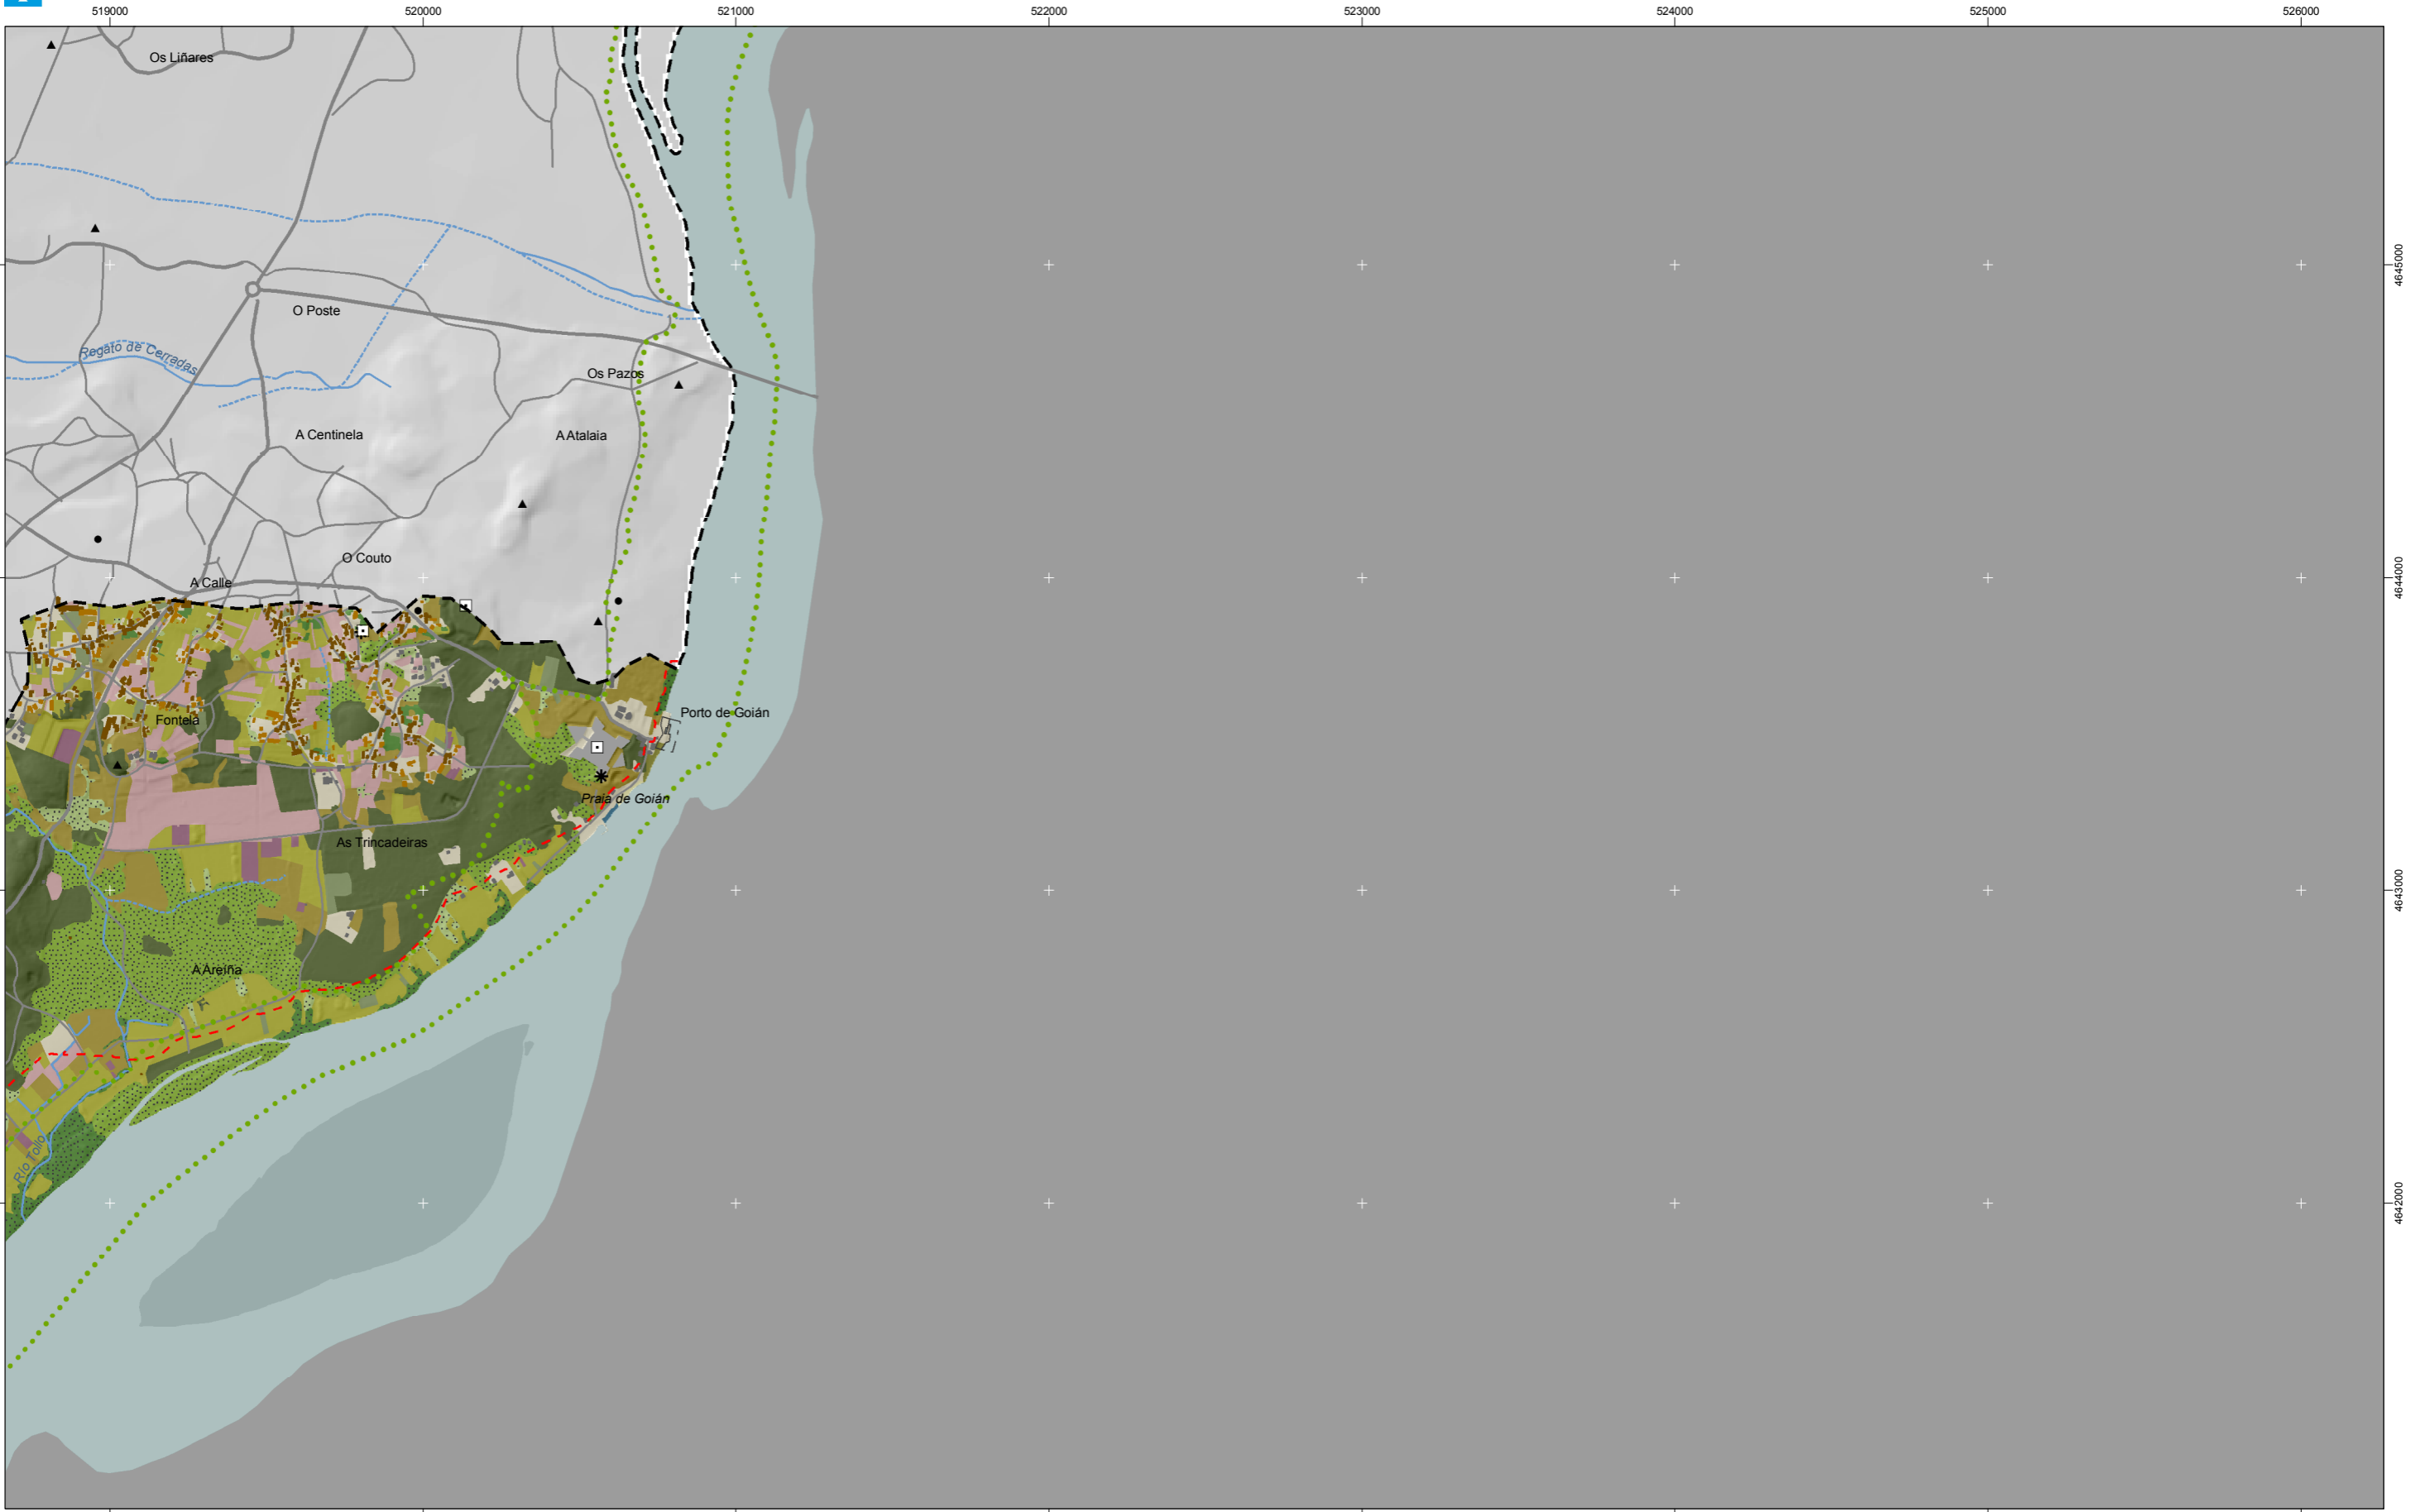 519000 520000 521000 522000 523000 524000 525000 526000
Os Liñares
4645000
O Poste
Regato de Cerradas
Os Pazos
A Centinela
A Atalaia
O Couto
A Calle
4644000
Porto de Goián
Fontela
Praia de Goián
As Trincadeiras
4643000
A Areíña
Río Tollo
4642000